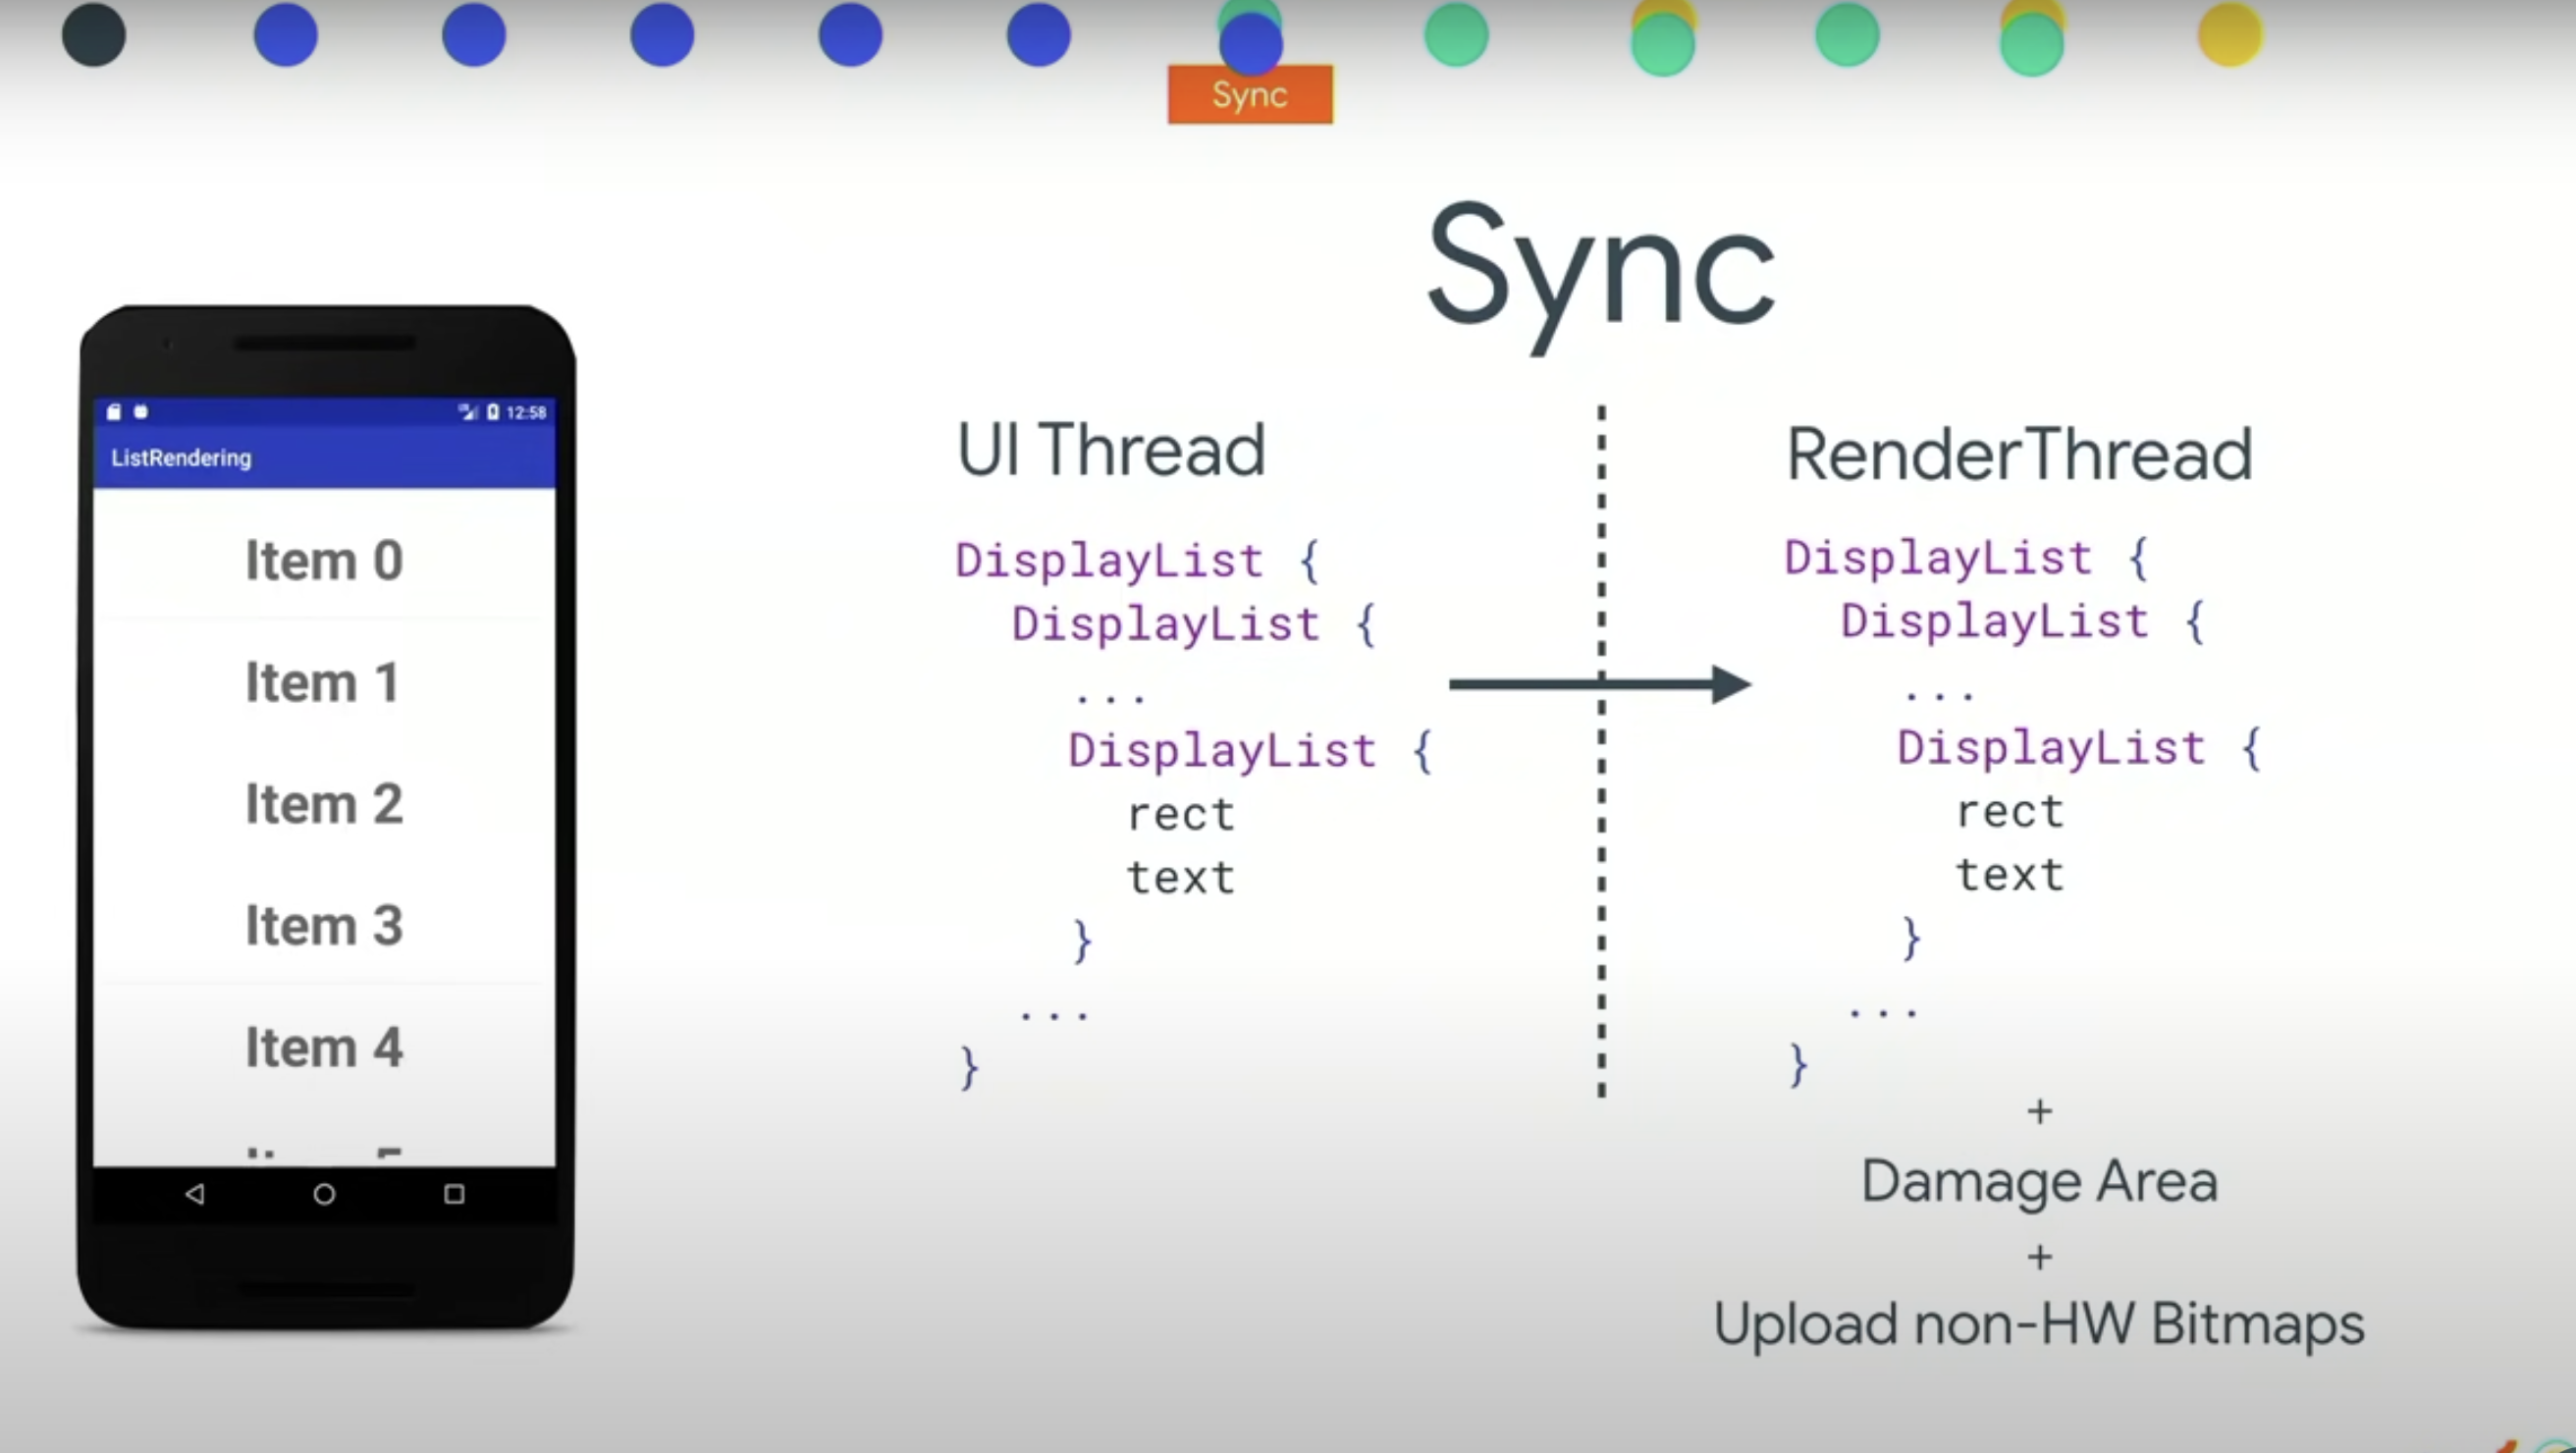 Sync
Sync
12:58
ListRendering
Item 0
Item 1
Item 2
Item 3
Item 4
UI Thread
DisplayList {
DisplayList {
...
DisplayList {
rect
text
}
...
}
RenderThread
DisplayList {
DisplayList {
...
DisplayList {
rect
text
}
...
}
+
Damage Area
+
Upload non-HW Bitmaps